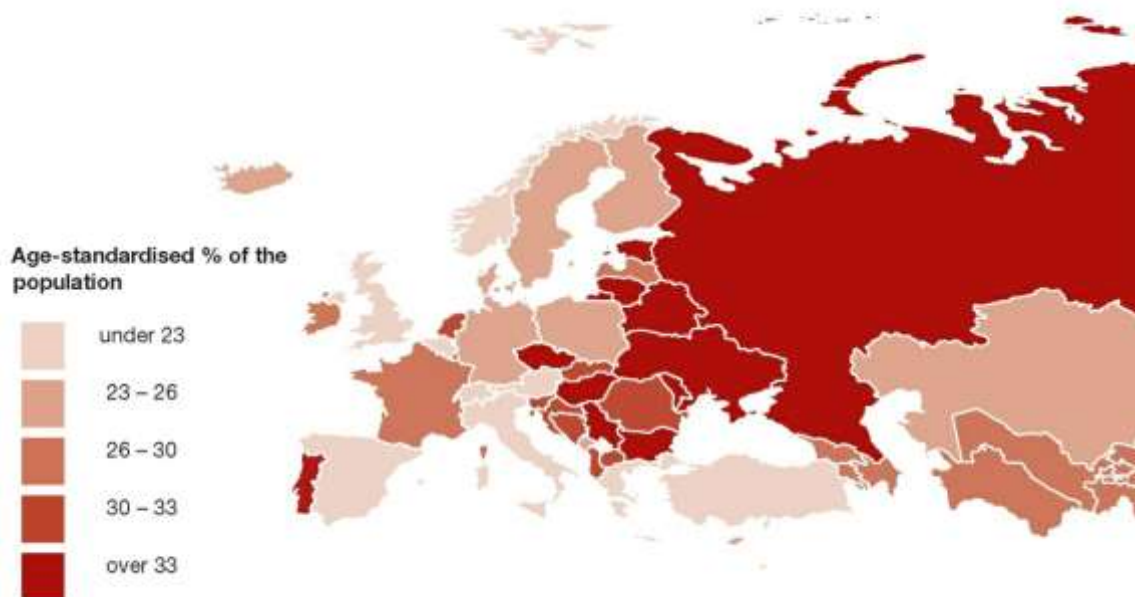 Age-standardised % of the
population
under 23
23 – 26
26 – 30
30 – 33
over 33